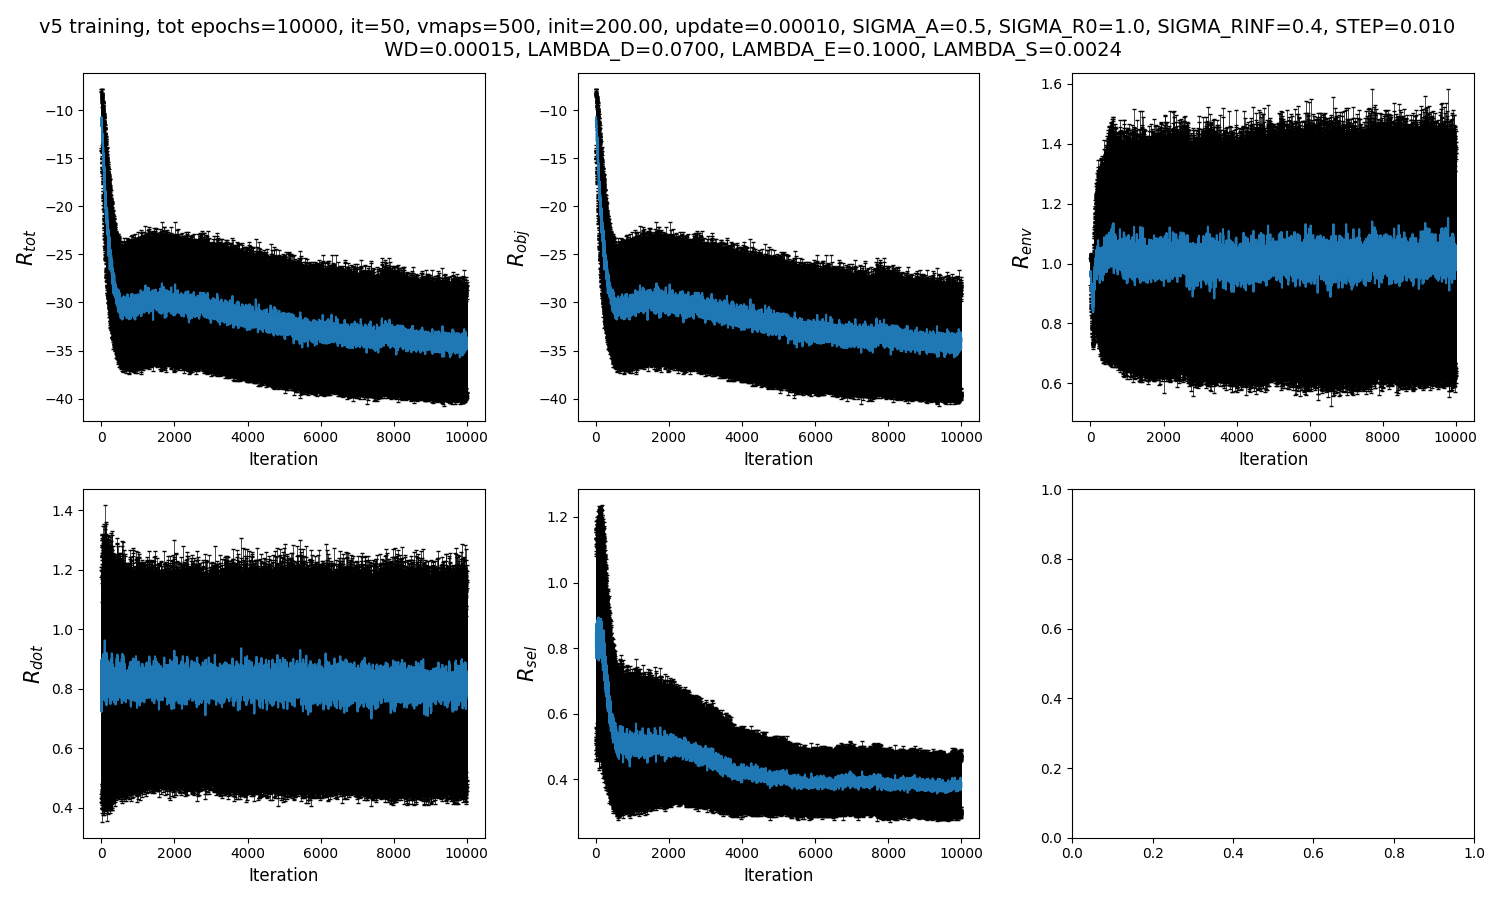 v5 training, tot epochs=10000, it=50, vmaps=500, init=200.00, update=0.00010, SIGMA_A=0.5, SIGMA_R0=1.0, SIGMA_RINF=0.4, STEP=0.010
WD=0.00015, LAMBDA_D=0.0700, LAMBDA_E=0.1000, LAMBDA_S=0.0024
−10
−15
−20
−25
−30
−35
−40
R_tot
0 2000 4000 6000 8000 10000
Iteration
−10
−15
−20
−25
−30
−35
−40
R_obj
0 2000 4000 6000 8000 10000
Iteration
1.6
1.4
1.2
1.0
0.8
0.6
R_env
0 2000 4000 6000 8000 10000
Iteration
1.4
1.2
1.0
0.8
0.6
0.4
R_dot
0 2000 4000 6000 8000 10000
Iteration
1.2
1.0
0.8
0.6
0.4
R_sel
0 2000 4000 6000 8000 10000
Iteration
1.0
0.8
0.6
0.4
0.2
0.0
0.0 0.2 0.4 0.6 0.8 1.0